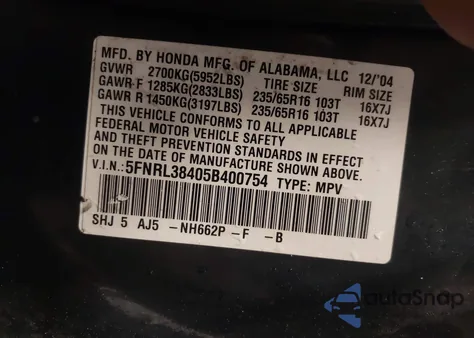 MFD. BY HONDA MFG. OF ALABAMA, LLC 12/'04
GVWR 2700KG(5952LBS) TIRE SIZE RIM SIZE
GAWR F 1285KG(2833LBS) 235/65R16 103T 16X7J
GAWR R 1450KG(3197LBS) 235/65R16 103T 16X7J
THIS VEHICLE CONFORMS TO ALL APPLICABLE
FEDERAL MOTOR VEHICLE SAFETY
AND THEFT PREVENTION STANDARDS IN EFFECT
ON THE DATE OF MANUFACTURE SHOWN ABOVE.
V.I.N.: 5FNRL38405B400754 TYPE: MPV
SHJ 5 AJ5 -NH662P -F -B
autoSnap